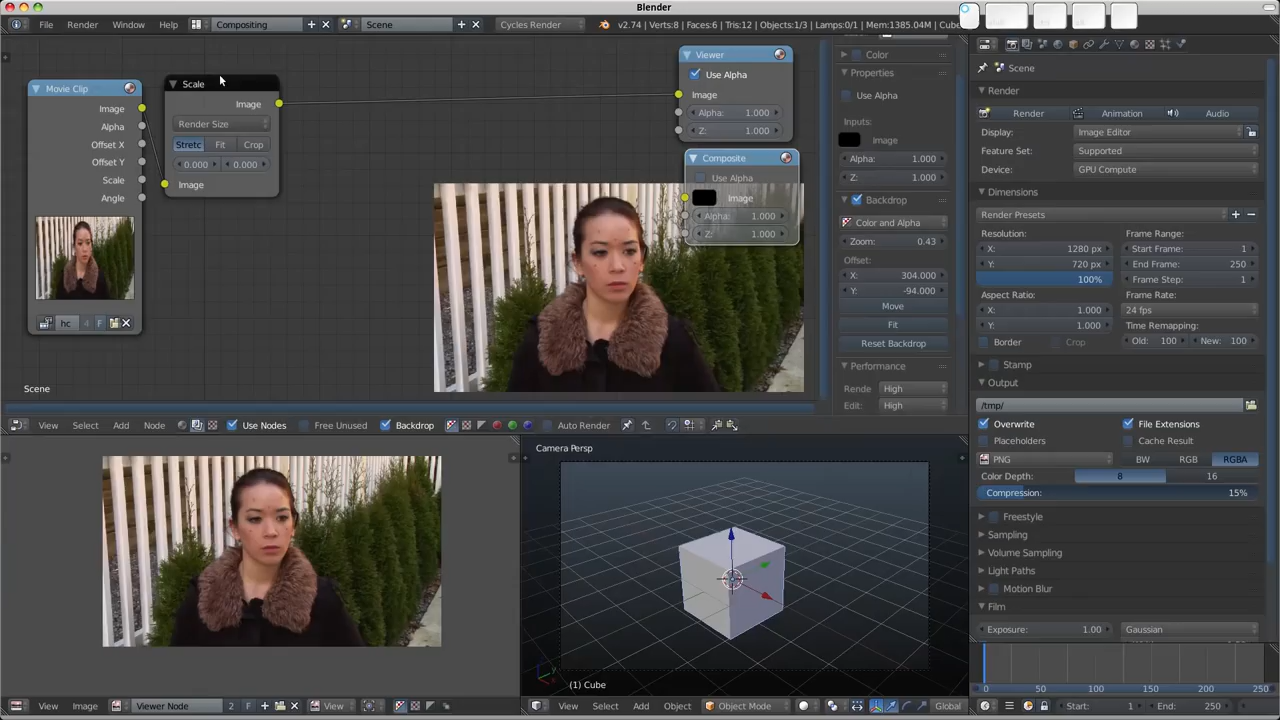 Blender
File
Render
Window
Help
Compositing
Scene
Cycles Render
v2.74 | Verts:8 | Faces:6 | Tris:12 | Objects:1/3 | Lamps:0/1 | Mem:1385.04M | Cube
Movie Clip
Image
Alpha
Offset X
Offset Y
Scale
Angle
hc
4
F
Scale
Image
Render Size
Stretc
Fit
Crop
0.000
0.000
Image
Viewer
Use Alpha
Image
Alpha: 1.000
Z: 1.000
Composite
Use Alpha
Image
Alpha: 1.000
Z: 1.000
Color
Properties
Use Alpha
Inputs:
Image
Alpha: 1.000
Z: 1.000
Backdrop
Color and Alpha
Zoom: 0.43
Offset:
X: 304.000
Y: -94.000
Move
Fit
Reset Backdrop
Performance
Rende High
Edit: High
Scene
View
Select
Add
Node
Use Nodes
Free Unused
Backdrop
Auto Render
Camera Persp
(1) Cube
View
Image
Viewer Node
2
F
View
View
Select
Add
Object
Object Mode
Global
Scene
Render
Render
Animation
Audio
Display: Image Editor
Feature Set: Supported
Device: GPU Compute
Dimensions
Render Presets
Resolution:
X: 1280 px
Y: 720 px
100%
Aspect Ratio:
X: 1.000
Y: 1.000
Border
Crop
Frame Range:
Start Frame: 1
End Frame: 250
Frame Step: 1
Frame Rate:
24 fps
Time Remapping:
Old: 100
New: 100
Stamp
Output
/tmp/
Overwrite
File Extensions
Placeholders
Cache Result
PNG
BW
RGB
RGBA
Color Depth: 8 16
Compression: 15%
Freestyle
Sampling
Volume Sampling
Light Paths
Motion Blur
Film
Exposure: 1.00
Gaussian
0 50 100 150 200 250
Start: 1
End: 250